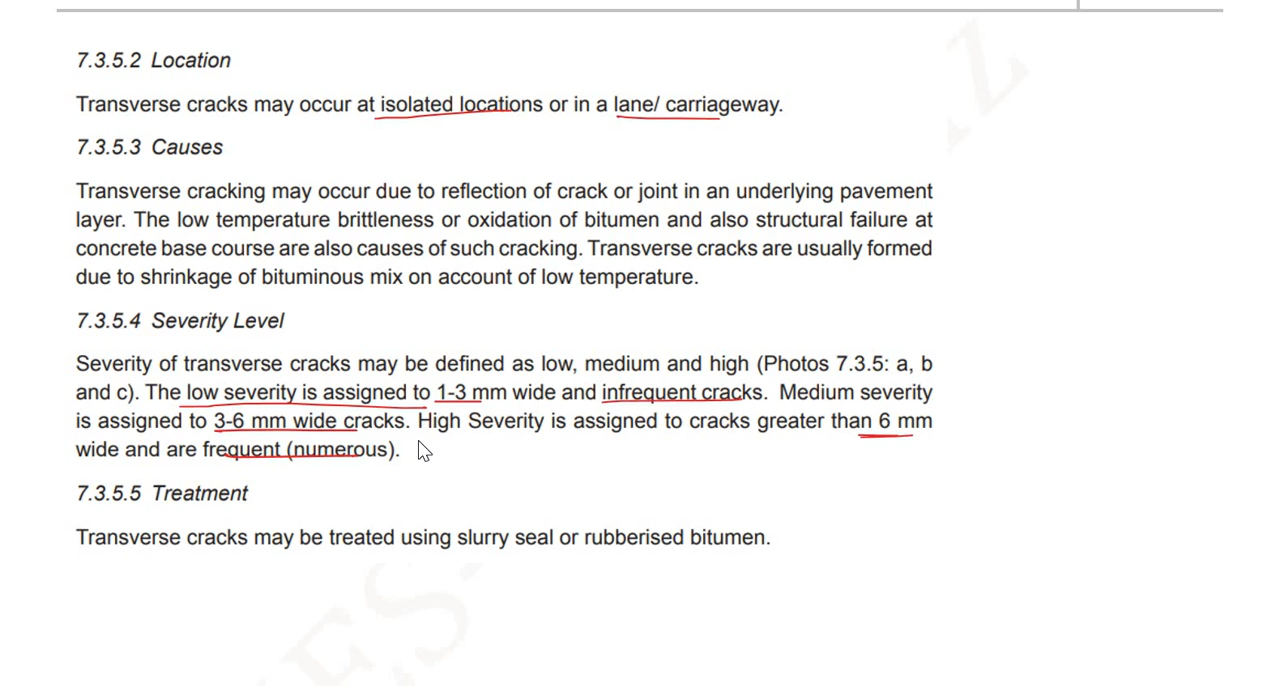 7.3.5.2 Location
Transverse cracks may occur at isolated locations or in a lane/ carriageway.
7.3.5.3 Causes
Transverse cracking may occur due to reflection of crack or joint in an underlying pavement
layer. The low temperature brittleness or oxidation of bitumen and also structural failure at
concrete base course are also causes of such cracking. Transverse cracks are usually formed
due to shrinkage of bituminous mix on account of low temperature.
7.3.5.4 Severity Level
Severity of transverse cracks may be defined as low, medium and high (Photos 7.3.5: a, b
and c). The low severity is assigned to 1-3 mm wide and infrequent cracks. Medium severity
is assigned to 3-6 mm wide cracks. High Severity is assigned to cracks greater than 6 mm
wide and are frequent (numerous).
7.3.5.5 Treatment
Transverse cracks may be treated using slurry seal or rubberised bitumen.